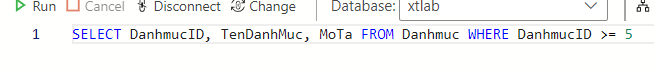 Run Cancel Disconnect Change Database: xtlab
1 SELECT DanhmucID, TenDanhMuc, MoTa FROM Danhmuc WHERE DanhmucID >= 5